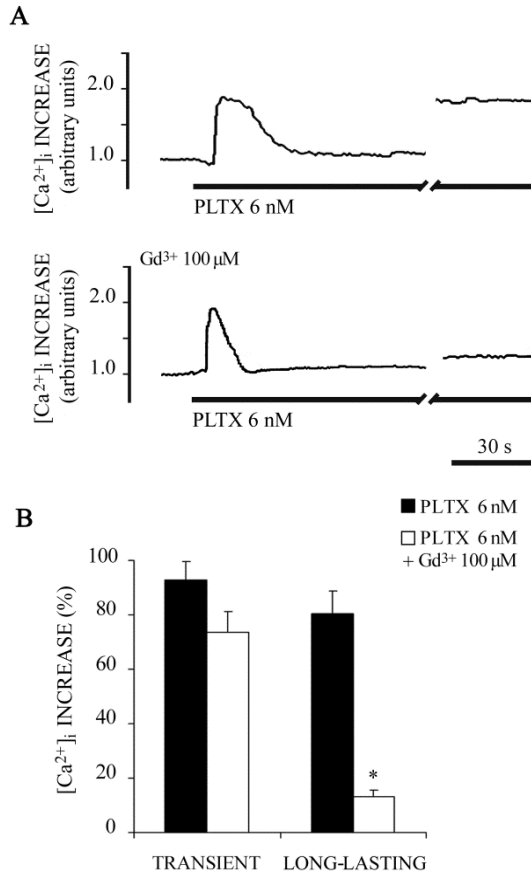 A
[Ca2+]i INCREASE
(arbitrary units)
2.0
1.0
PLTX 6 nM
Gd3+ 100 μM
[Ca2+]i INCREASE
(arbitrary units)
2.0
1.0
PLTX 6 nM
30 s
B
PLTX 6 nM
PLTX 6 nM
+ Gd3+ 100 μM
[Ca2+]i INCREASE (%)
100
80
60
40
20
0
*
TRANSIENT
LONG-LASTING